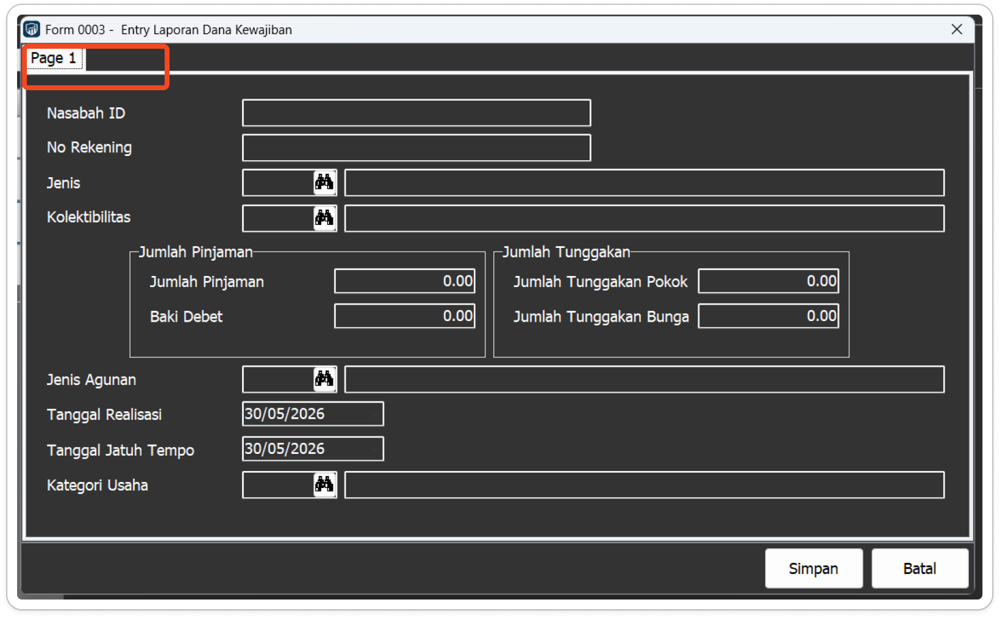 Form 0003 - Entry Laporan Dana Kewajiban
Page 1
Nasabah ID
No Rekening
Jenis
Kolektibilitas
Jumlah Pinjaman
Jumlah Pinjaman 0.00
Baki Debet 0.00
Jumlah Tunggakan
Jumlah Tunggakan Pokok 0.00
Jumlah Tunggakan Bunga 0.00
Jenis Agunan
Tanggal Realisasi 30/05/2026
Tanggal Jatuh Tempo 30/05/2026
Kategori Usaha
Simpan Batal